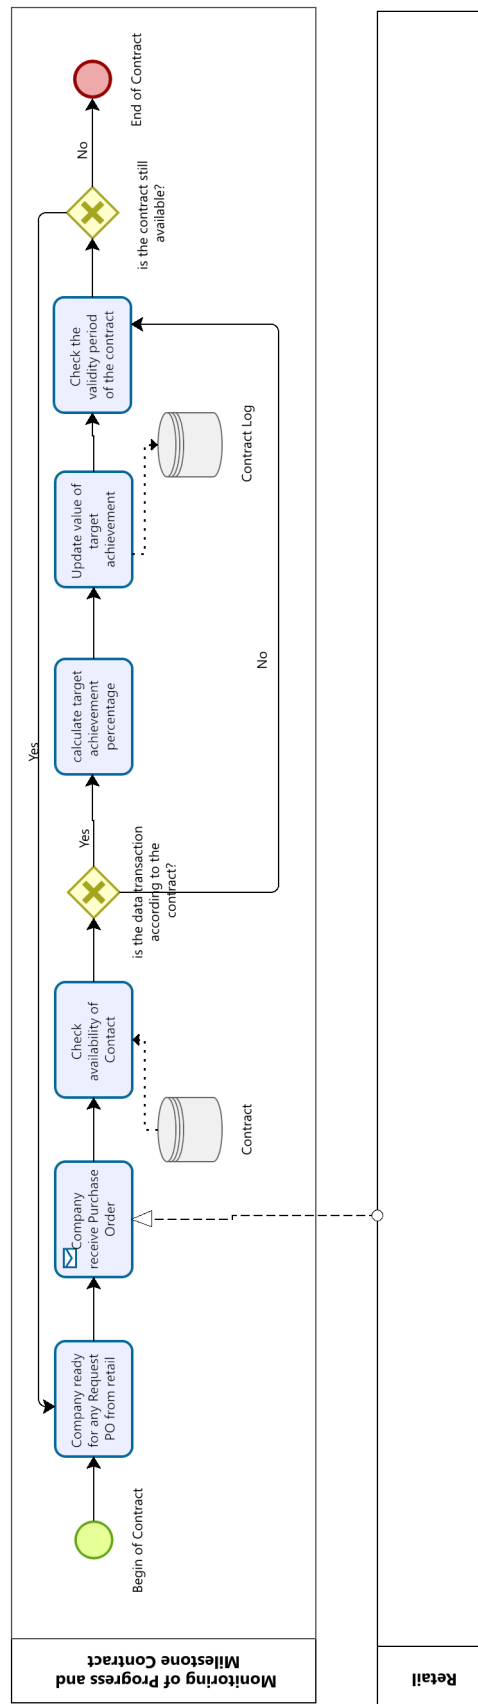 Monitoring of Progress and
Milestone Contract
Begin of Contract
Company ready
for any Request
PO from retail
Company
receive Purchase
Order
Contract
Check
availability of
Contact
is the data transaction
according to the
contract?
Yes
No
calculate target
achievement
percentage
Update value of
target
achievement
Contract Log
Check the
validity period
of the contract
is the contract still
available?
Yes
No
End of Contract
Retail